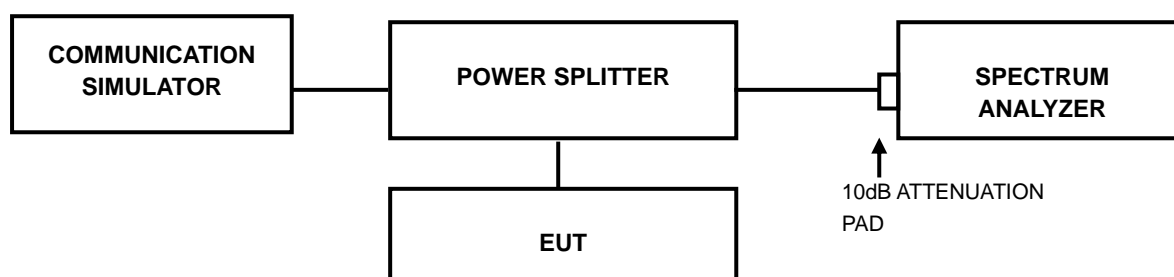 COMMUNICATION
SIMULATOR
POWER SPLITTER
SPECTRUM
ANALYZER
10dB ATTENUATION
PAD
EUT